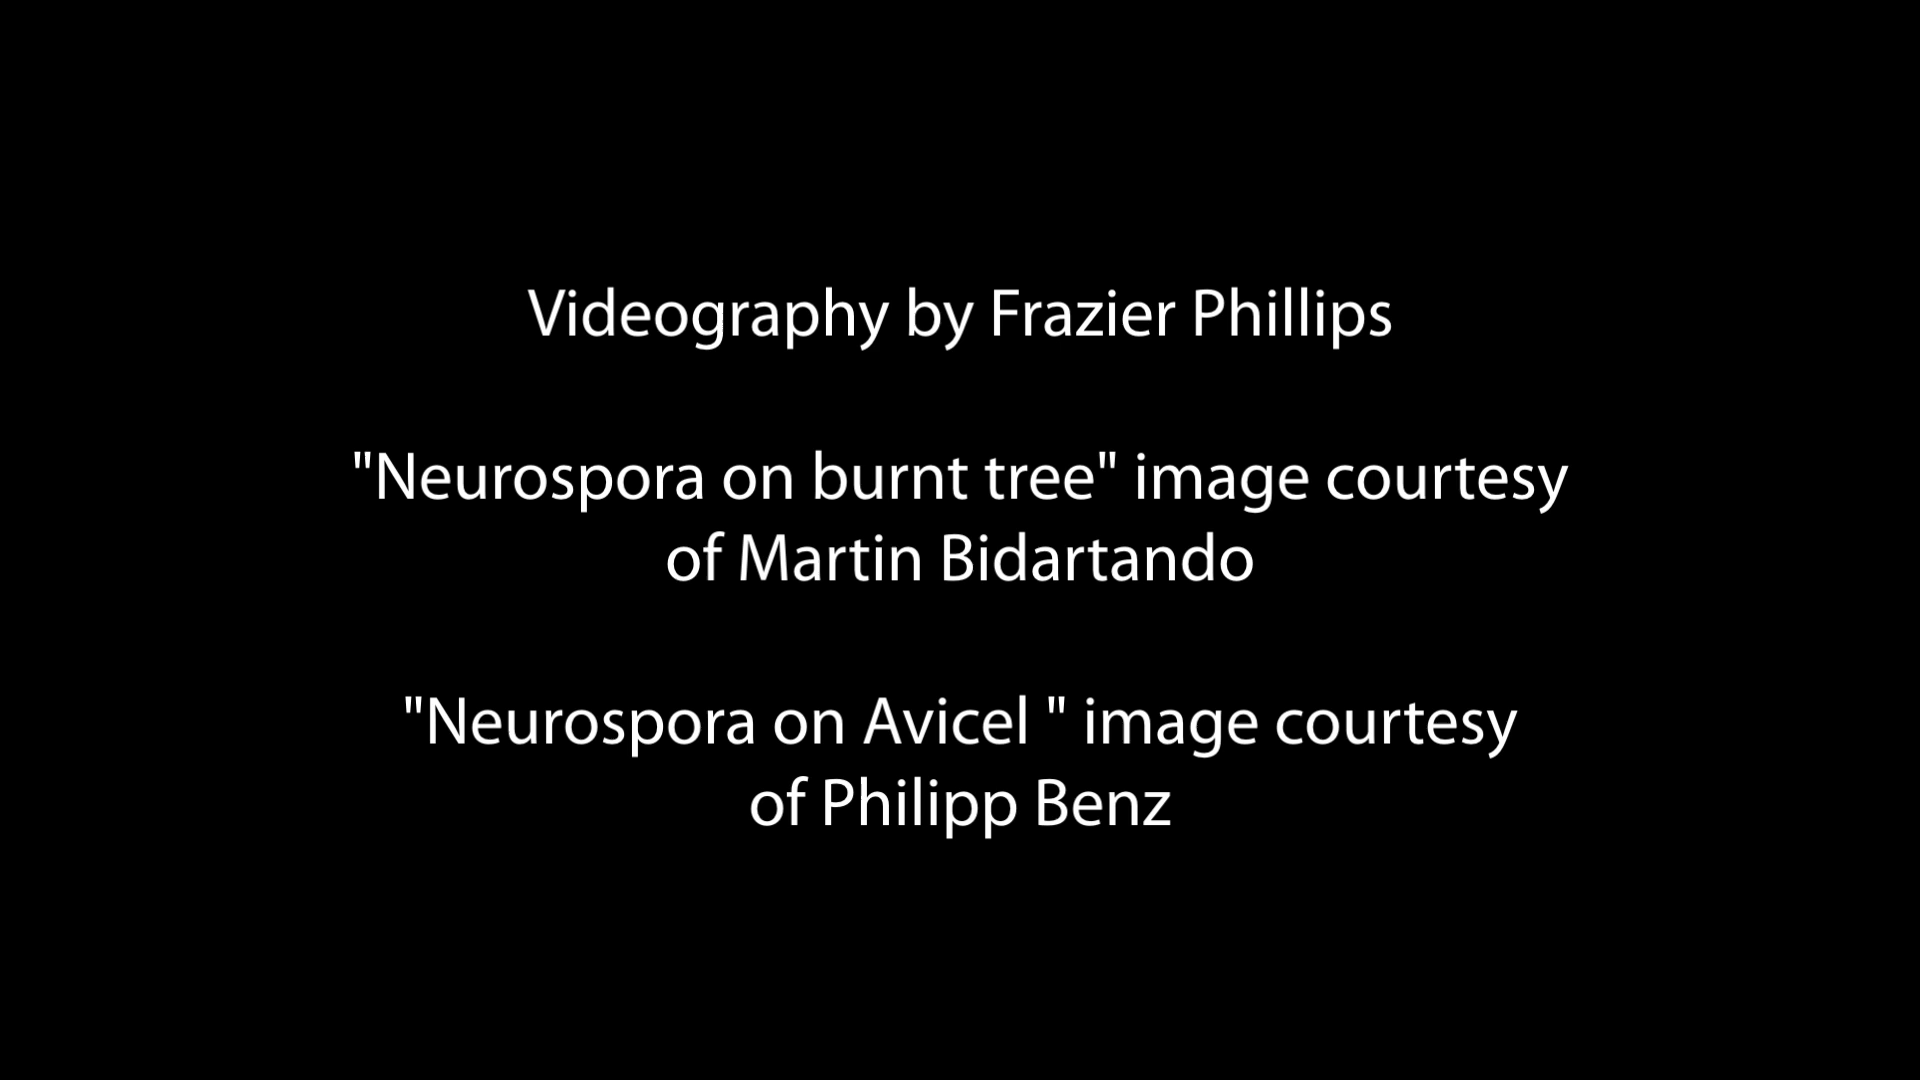 Videography by Frazier Phillips
"Neurospora on burnt tree" image courtesy
of Martin Bidartando
"Neurospora on Avicel " image courtesy
of Philipp Benz